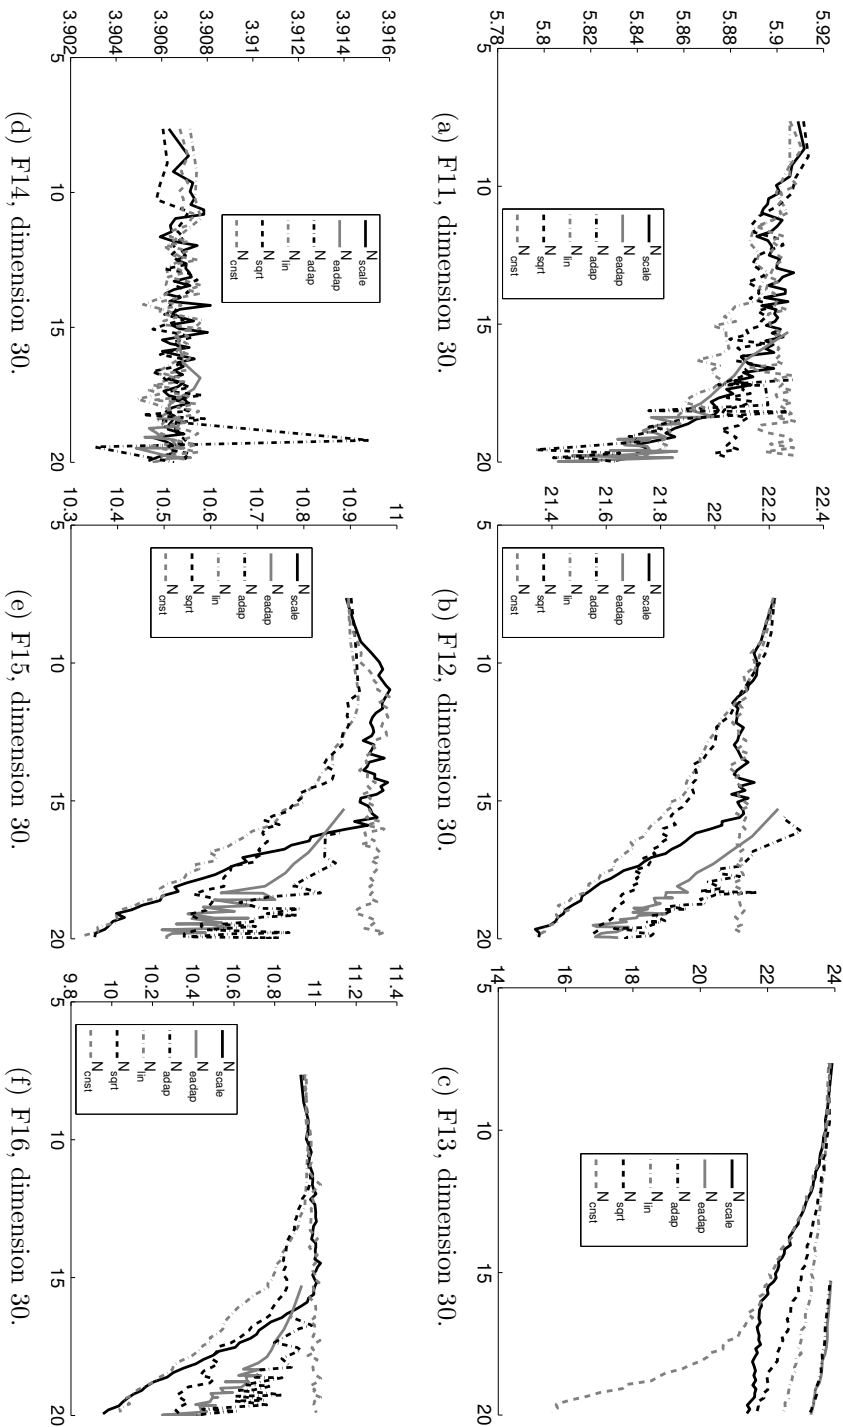 5.92
5.9
5.88
5.86
5.84
5.82
5.8
5.78
5 10 15 20
N scale
N eadap
N adap
N lin
N sqrt
N cnst
(a) F11, dimension 30.
22.4
22.2
22
21.8
21.6
21.4
5 10 15 20
N scale
N eadap
N adap
N lin
N sqrt
N cnst
(b) F12, dimension 30.
24
22
20
18
16
14
5 10 15 20
N scale
N eadap
N adap
N lin
N sqrt
N cnst
(c) F13, dimension 30.
3.916
3.914
3.912
3.91
3.908
3.906
3.904
3.902
5 10 15 20
N scale
N eadap
N adap
N lin
N sqrt
N cnst
(d) F14, dimension 30.
11
10.9
10.8
10.7
10.6
10.5
10.4
10.3
5 10 15 20
N scale
N eadap
N adap
N lin
N sqrt
N cnst
(e) F15, dimension 30.
11.4
11.2
11
10.8
10.6
10.4
10.2
10
9.8
5 10 15 20
N scale
N eadap
N adap
N lin
N sqrt
N cnst
(f) F16, dimension 30.